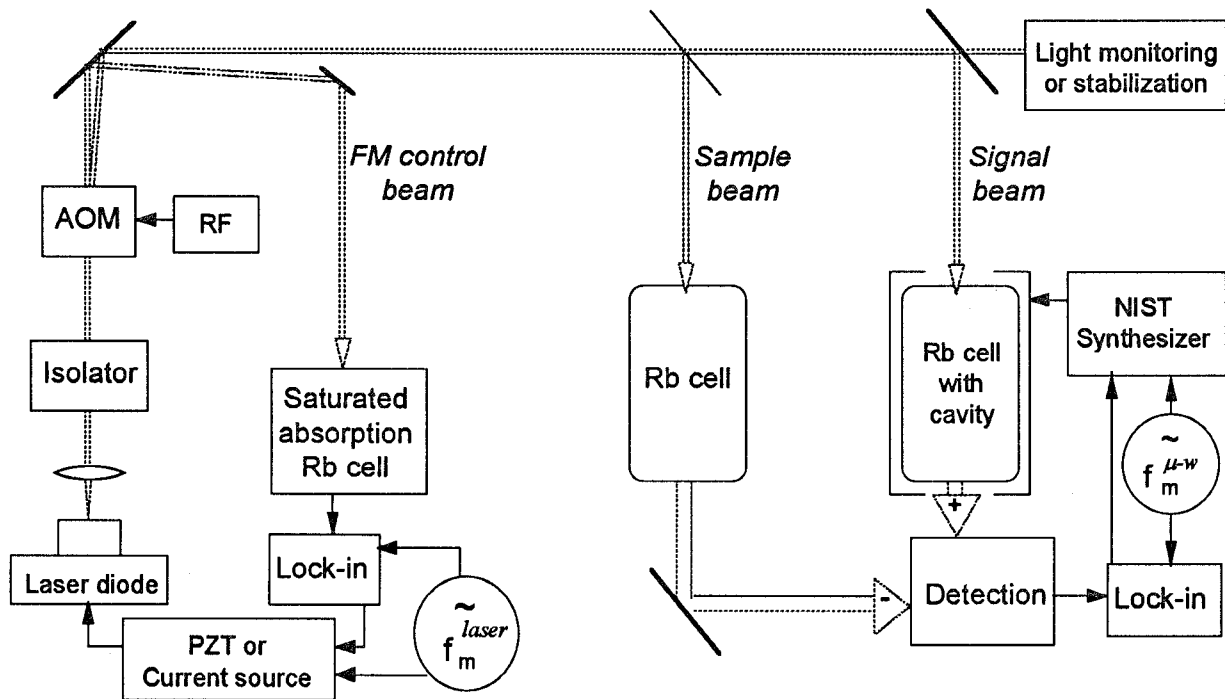 Light monitoring
or stabilization
FM control
beam
Sample
beam
Signal
beam
AOM
RF
Isolator
Saturated
absorption
Rb cell
Rb cell
Rb cell
with
cavity
NIST
Synthesizer
~
f m μ-w
+
Laser diode
Lock-in
~
f m laser
PZT or
Current source
-
Detection
Lock-in